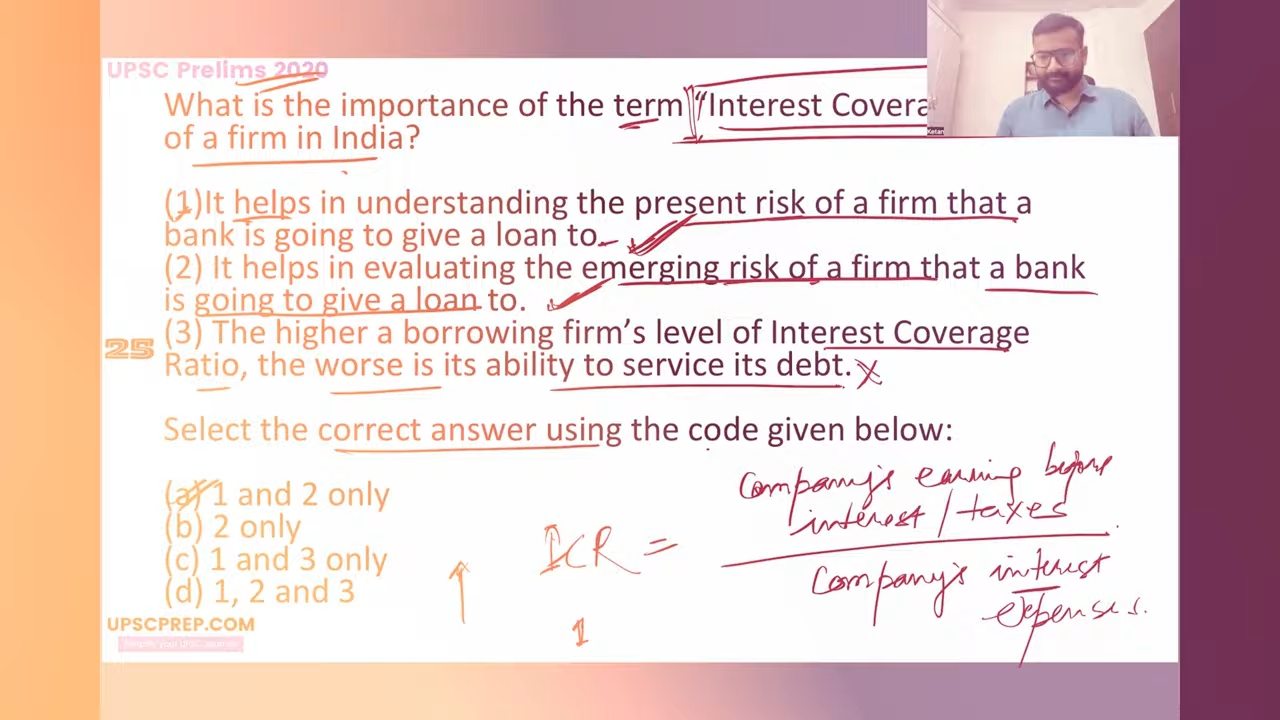 UPSC Prelims 2020
What is the importance of the term "Interest Covera
of a firm in India?
Ketan
(1)It helps in understanding the present risk of a firm that a
bank is going to give a loan to.
(2) It helps in evaluating the emerging risk of a firm that a bank
is going to give a loan to.
25
(3) The higher a borrowing firm's level of Interest Coverage
Ratio, the worse is its ability to service its debt.
Select the correct answer using the code given below:
(a) 1 and 2 only
(b) 2 only
(c) 1 and 3 only
(d) 1, 2 and 3
ICR =
Company's earning before
interest / taxes
Company's interest
expenses.
1
UPSCPREP.COM